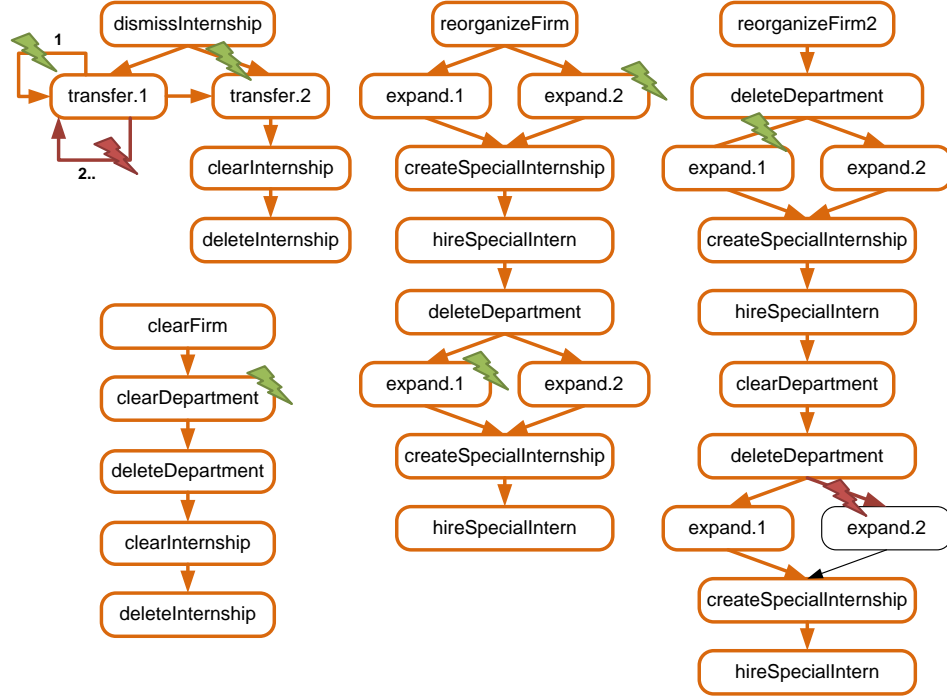 dismissInternship
1
transfer.1
transfer.2
2..
clearInternship
deleteInternship
clearFirm
clearDepartment
deleteDepartment
clearInternship
deleteInternship
reorganizeFirm
expand.1
expand.2
createSpecialInternship
hireSpecialIntern
deleteDepartment
expand.1
expand.2
createSpecialInternship
hireSpecialIntern
reorganizeFirm2
deleteDepartment
expand.1
expand.2
createSpecialInternship
hireSpecialIntern
clearDepartment
deleteDepartment
expand.1
expand.2
createSpecialInternship
hireSpecialIntern